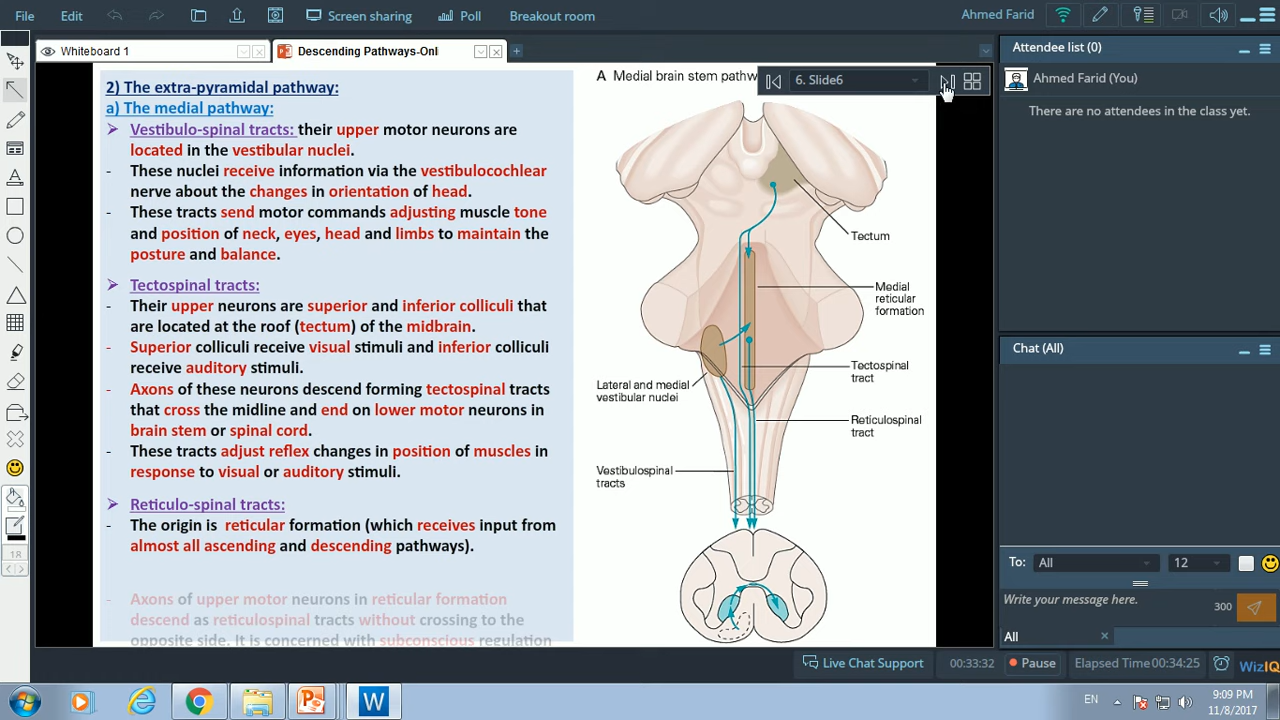 File
Edit
Screen sharing
Poll
Breakout room
Ahmed Farid
Whiteboard 1
Descending Pathways-Onl
6. Slide6
2) The extra-pyramidal pathway:
a) The medial pathway:
Vestibulo-spinal tracts: their upper motor neurons are
located in the vestibular nuclei.
- These nuclei receive information via the vestibulocochlear
nerve about the changes in orientation of head.
- These tracts send motor commands adjusting muscle tone
and position of neck, eyes, head and limbs to maintain the
posture and balance.
Tectospinal tracts:
- Their upper neurons are superior and inferior colliculi that
are located at the roof (tectum) of the midbrain.
- Superior colliculi receive visual stimuli and inferior colliculi
receive auditory stimuli.
- Axons of these neurons descend forming tectospinal tracts
that cross the midline and end on lower motor neurons in
brain stem or spinal cord.
- These tracts adjust reflex changes in position of muscles in
response to visual or auditory stimuli.
Reticulo-spinal tracts:
- The origin is reticular formation (which receives input from
almost all ascending and descending pathways).
- Axons of upper motor neurons in reticular formation
descend as reticulospinal tracts without crossing to the
opposite side. It is concerned with subconscious regulation
A Medial brain stem pathw
Tectum
Medial
reticular
formation
Tectospinal
tract
Lateral and medial
vestibular nuclei
Reticulospinal
tract
Vestibulospinal
tracts
Attendee list (0)
Ahmed Farid (You)
There are no attendees in the class yet.
Chat (All)
To: All 12
Write your message here.
300
All
Live Chat Support
00:33:32
Pause
Elapsed Time 00:34:25
WizIQ
1R
EN
9:09 PM
11/8/2017